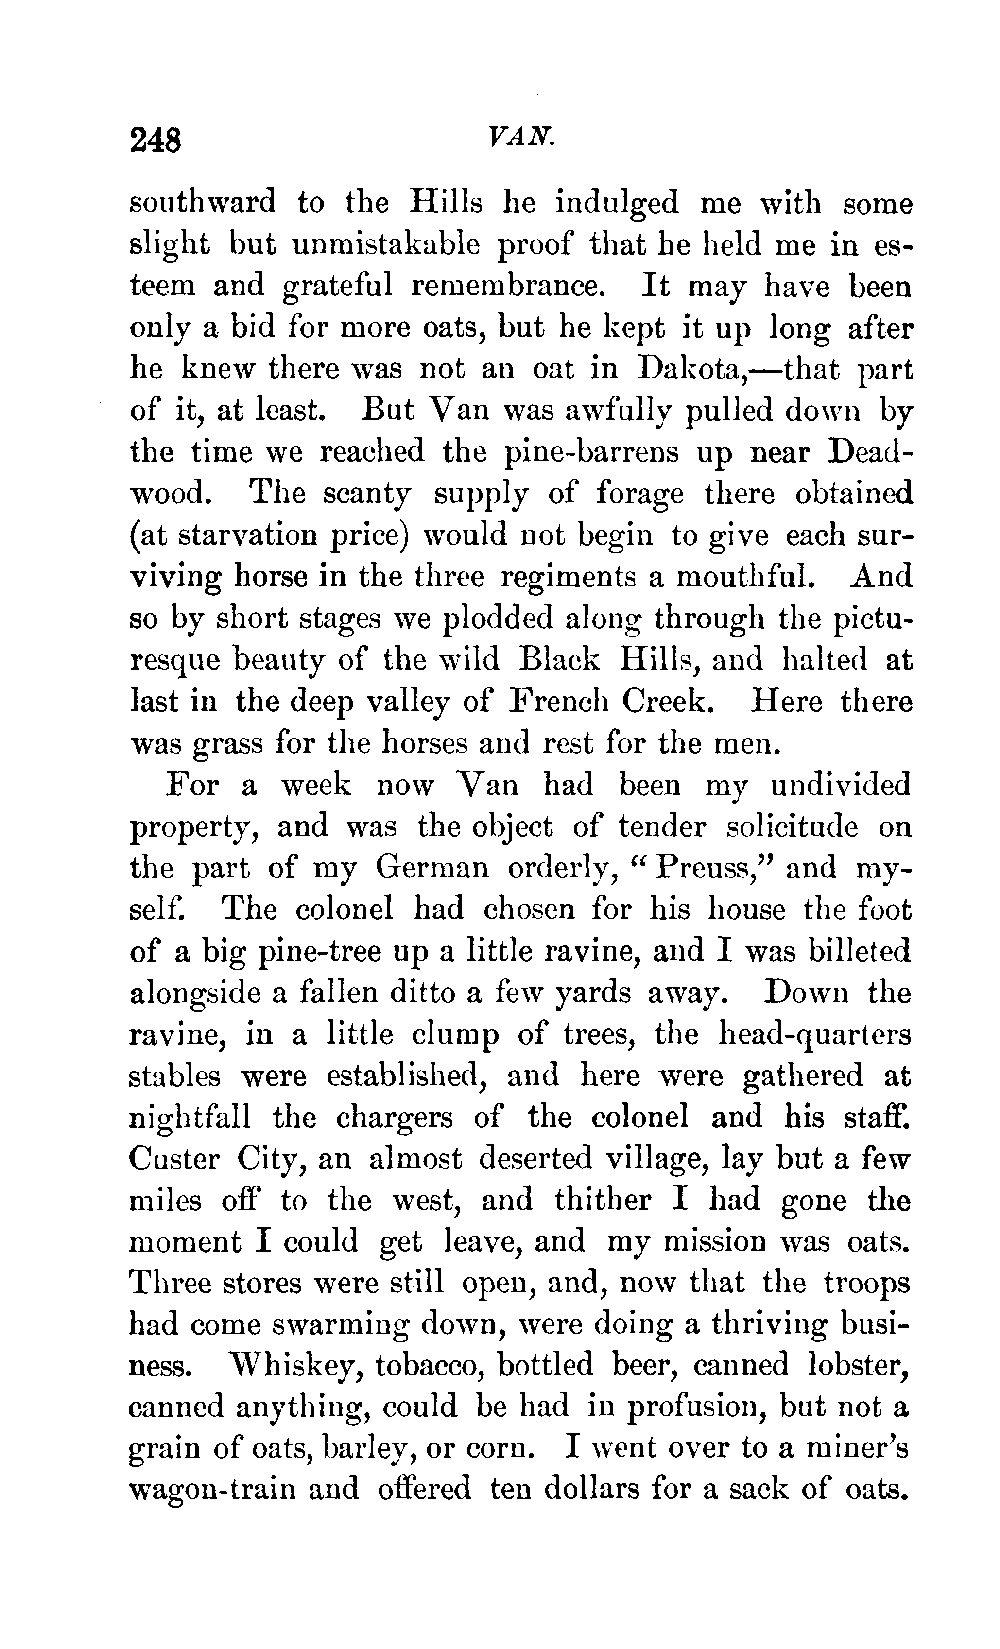 248 VAN.
southward to the Hills he indulged me with some
slight but unmistakable proof that he held me in es-
teem and grateful remembrance. It may have been
only a bid for more oats, but he kept it up long after
he knew there was not an oat in Dakota,—that part
of it, at least. But Van was awfully pulled down by
the time we reached the pine-barrens up near Dead-
wood. The scanty supply of forage there obtained
(at starvation price) would not begin to give each sur-
viving horse in the three regiments a mouthful. And
so by short stages we plodded along through the pictu-
resque beauty of the wild Black Hills, and halted at
last in the deep valley of French Creek. Here there
was grass for the horses and rest for the men.
For a week now Van had been my undivided
property, and was the object of tender solicitude on
the part of my German orderly, “Preuss,” and my-
self. The colonel had chosen for his house the foot
of a big pine-tree up a little ravine, and I was billeted
alongside a fallen ditto a few yards away. Down the
ravine, in a little clump of trees, the head-quarters
stables were established, and here were gathered at
nightfall the chargers of the colonel and his staff.
Custer City, an almost deserted village, lay but a few
miles off to the west, and thither I had gone the
moment I could get leave, and my mission was oats.
Three stores were still open, and, now that the troops
had come swarming down, were doing a thriving busi-
ness. Whiskey, tobacco, bottled beer, canned lobster,
canned anything, could be had in profusion, but not a
grain of oats, barley, or corn. I went over to a miner’s
wagon-train and offered ten dollars for a sack of oats.